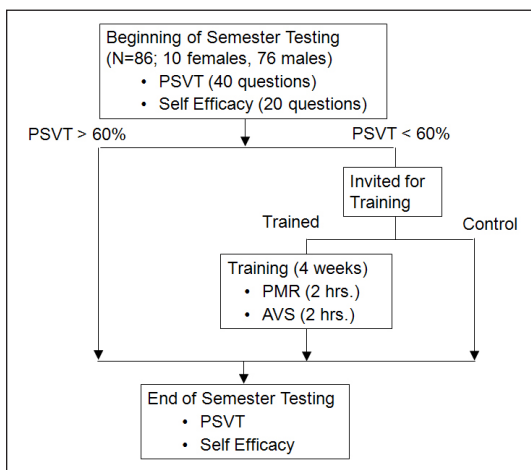 Beginning of Semester Testing
(N=86; 10 females, 76 males)
• PSVT (40 questions)
• Self Efficacy (20 questions)
PSVT > 60%
PSVT < 60%
Invited for
Training
Trained
Control
Training (4 weeks)
• PMR (2 hrs.)
• AVS (2 hrs.)
End of Semester Testing
• PSVT
• Self Efficacy